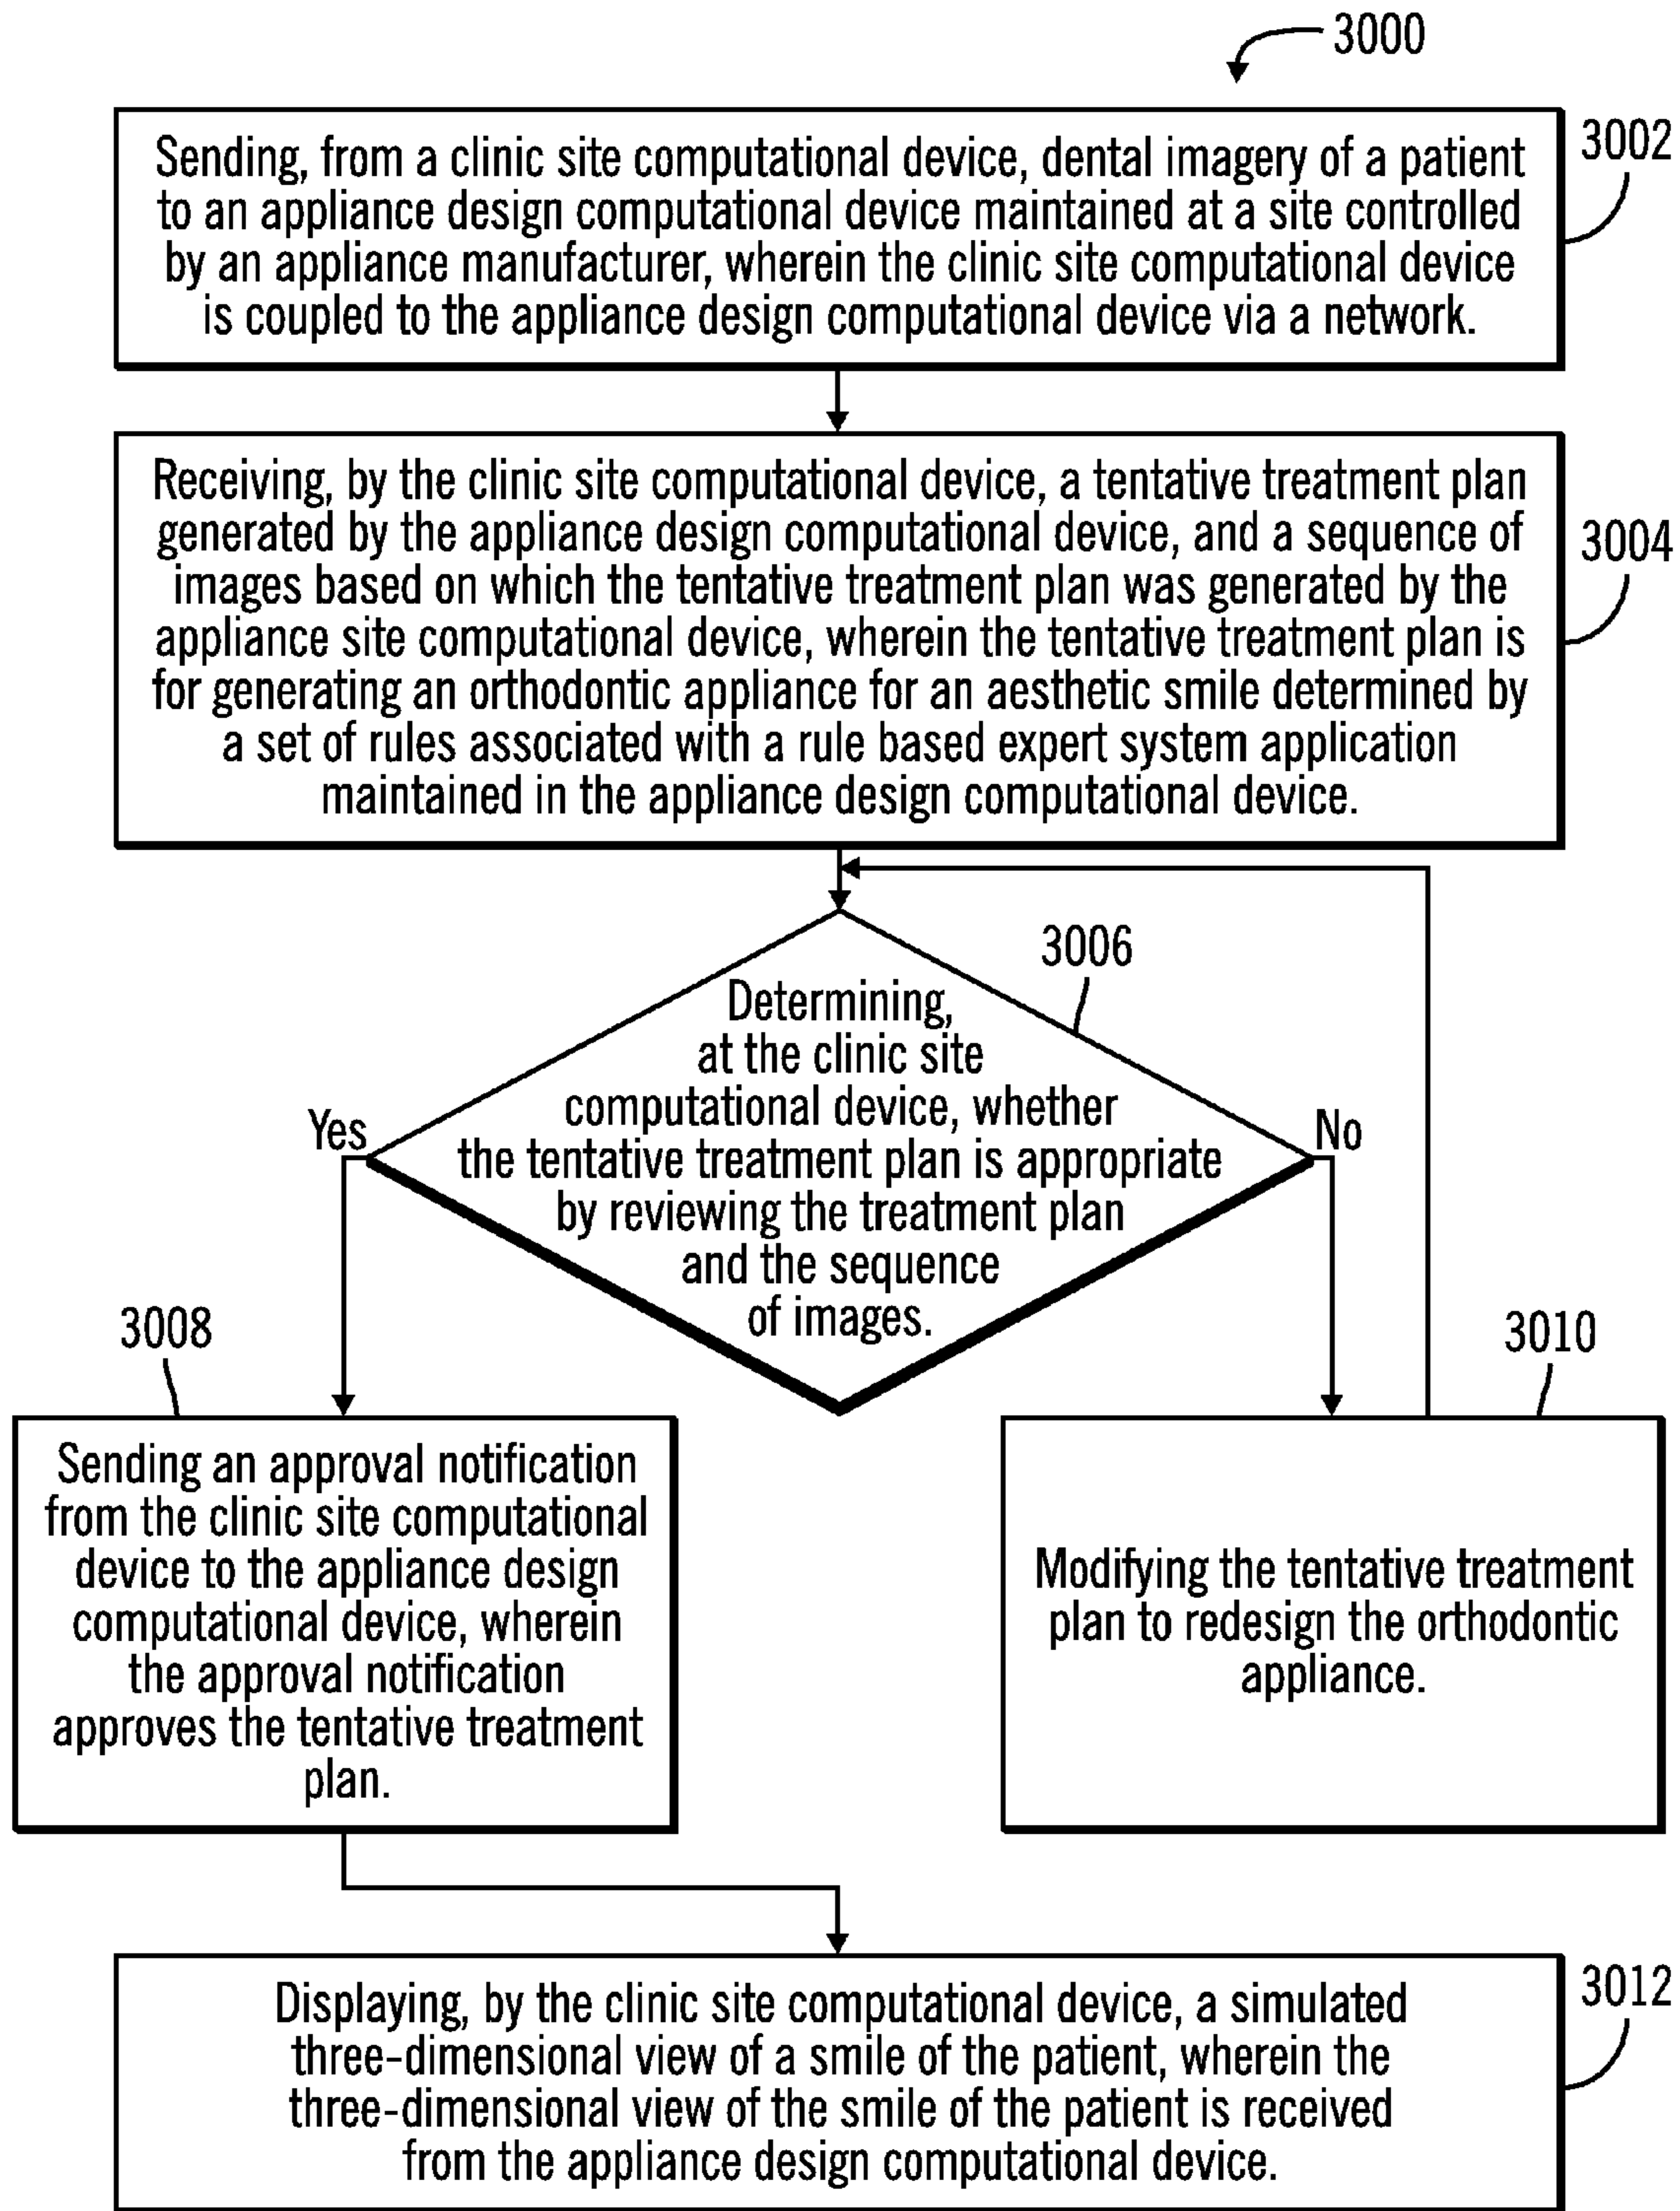 3000
Sending, from a clinic site computational device, dental imagery of a patient
to an appliance design computational device maintained at a site controlled
by an appliance manufacturer, wherein the clinic site computational device
is coupled to the appliance design computational device via a network.
3002
Receiving, by the clinic site computational device, a tentative treatment plan
generated by the appliance design computational device, and a sequence of
images based on which the tentative treatment plan was generated by the
appliance site computational device, wherein the tentative treatment plan is
for generating an orthodontic appliance for an aesthetic smile determined by
a set of rules associated with a rule based expert system application
maintained in the appliance design computational device.
3004
3006
Determining,
at the clinic site
computational device, whether
the tentative treatment plan is appropriate
by reviewing the treatment plan
and the sequence
of images.
Yes
No
3008
Sending an approval notification
from the clinic site computational
device to the appliance design
computational device, wherein
the approval notification
approves the tentative treatment
plan.
3010
Modifying the tentative treatment
plan to redesign the orthodontic
appliance.
Displaying, by the clinic site computational device, a simulated
three-dimensional view of a smile of the patient, wherein the
three-dimensional view of the smile of the patient is received
from the appliance design computational device.
3012